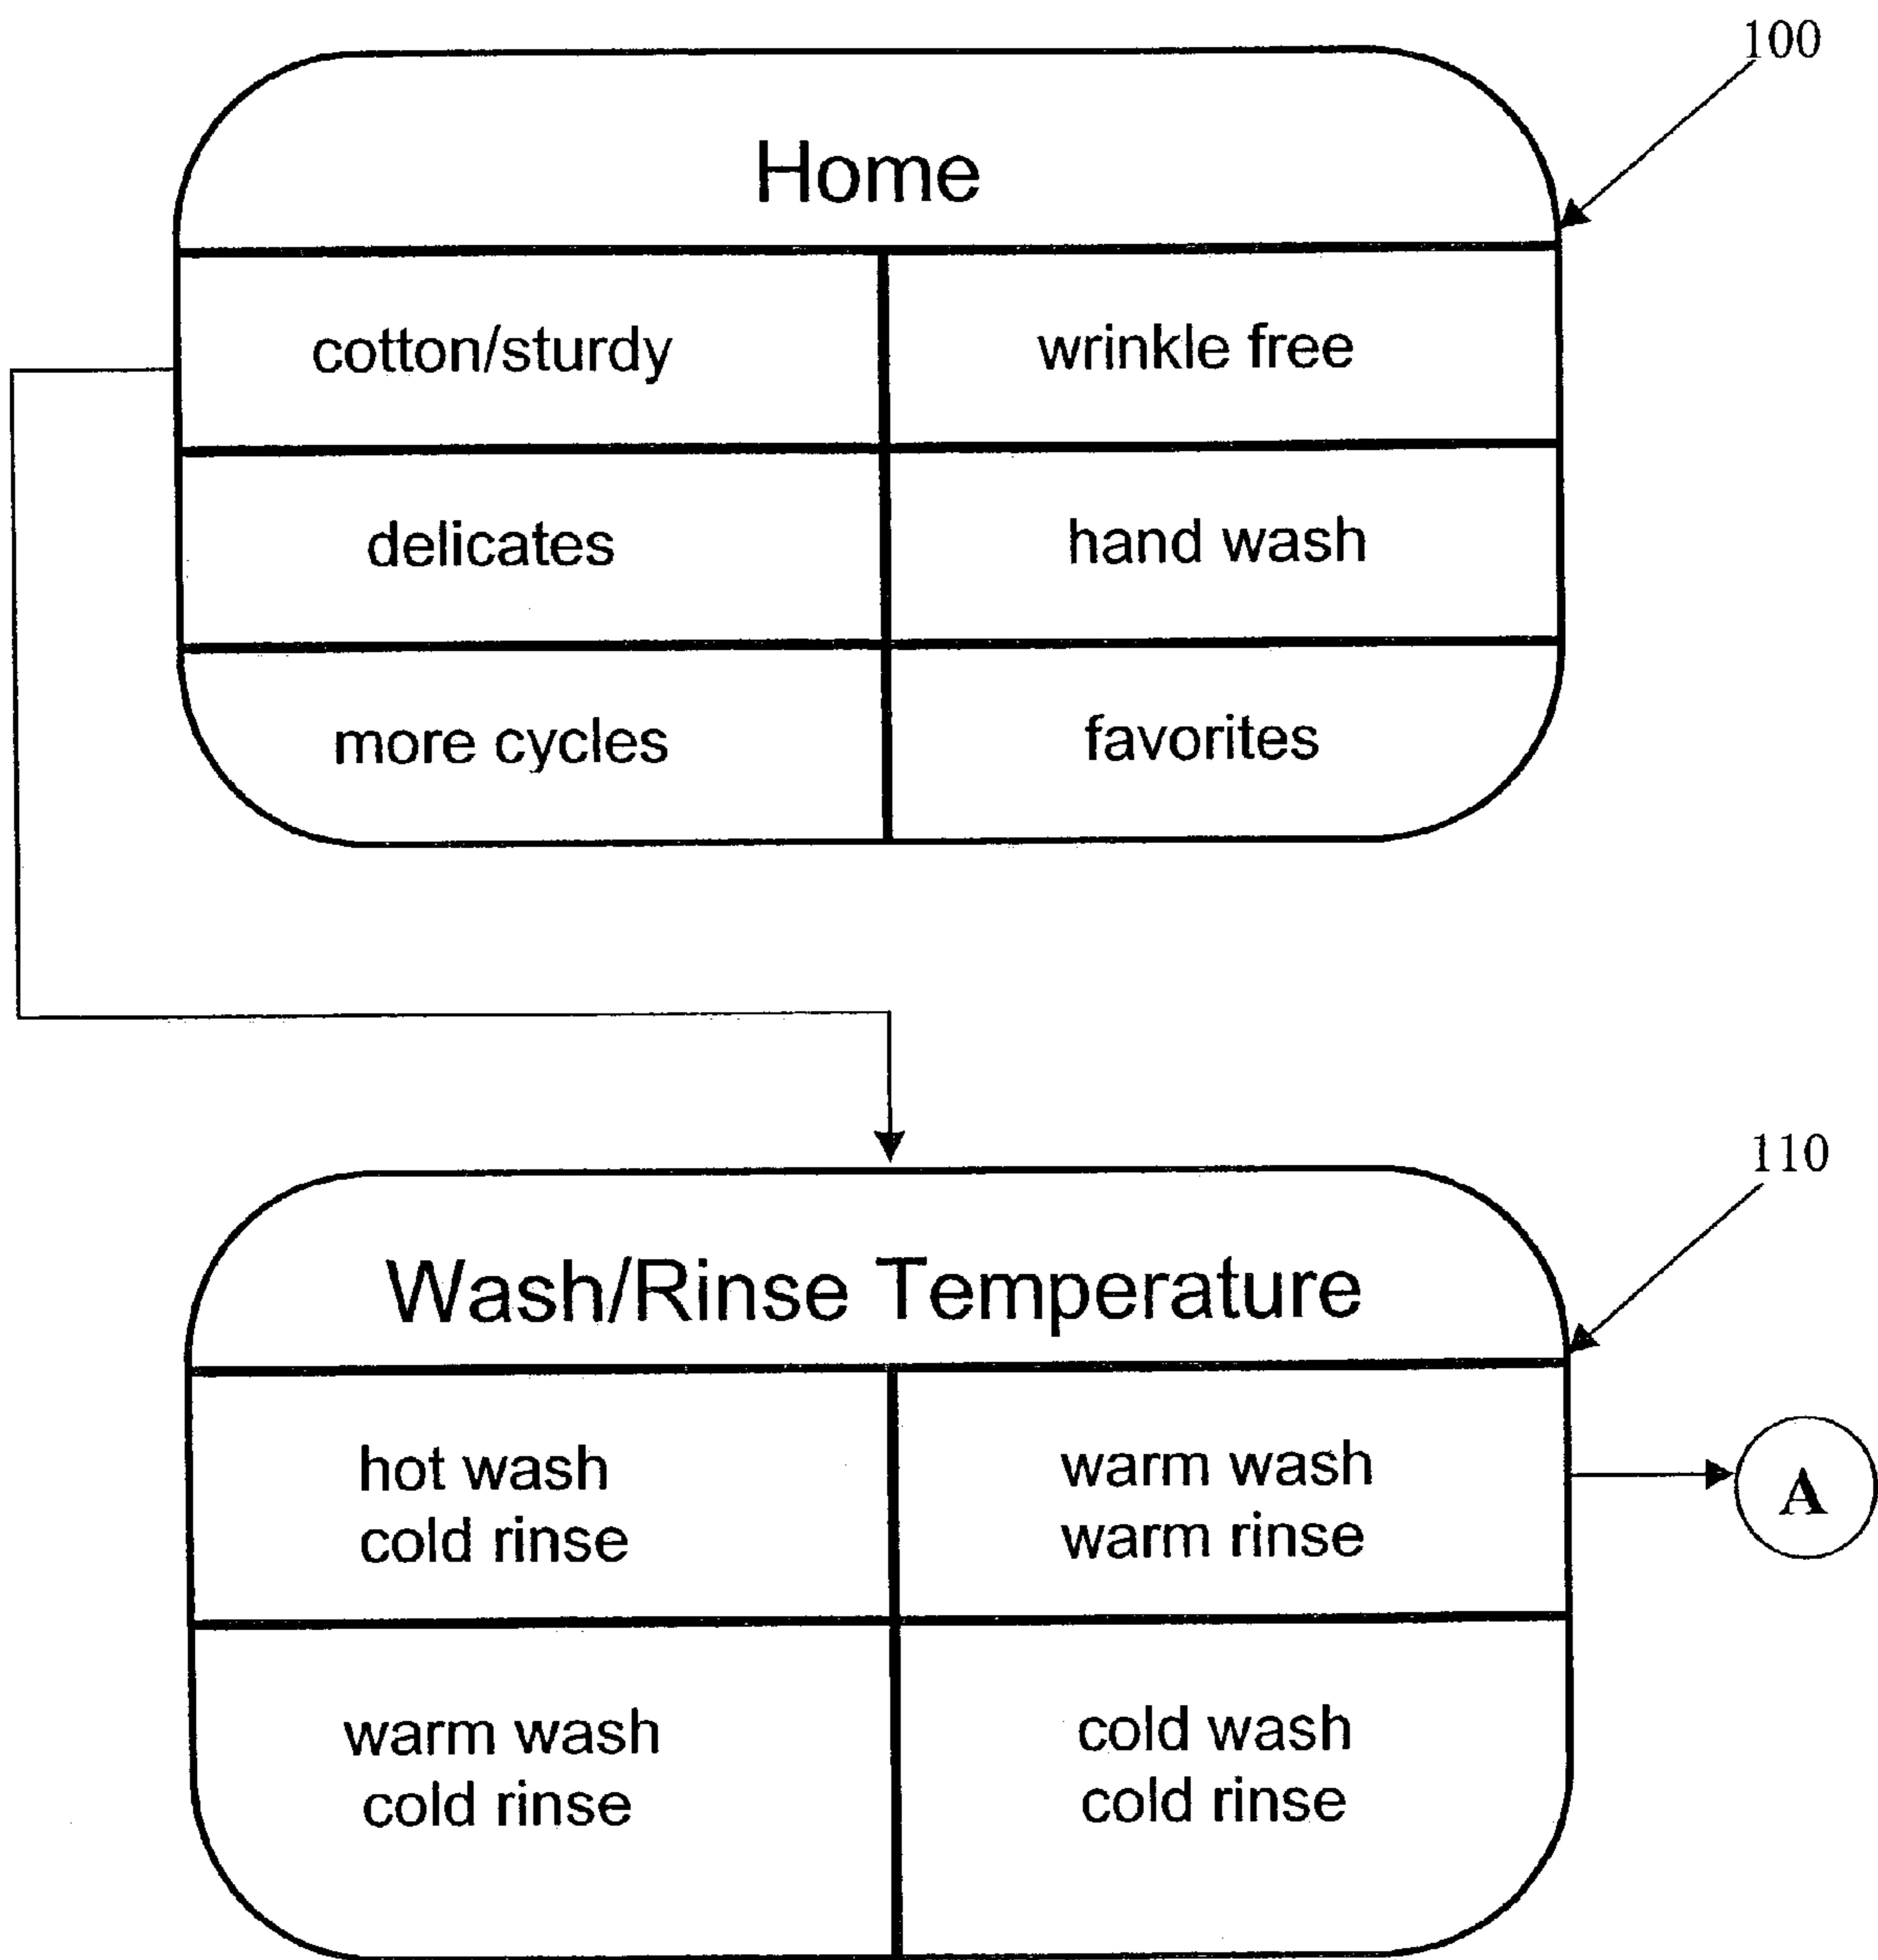 100
Home
cotton/sturdy
wrinkle free
delicates
hand wash
more cycles
favorites
110
Wash/Rinse Temperature
hot wash
cold rinse
warm wash
warm rinse
A
warm wash
cold rinse
cold wash
cold rinse